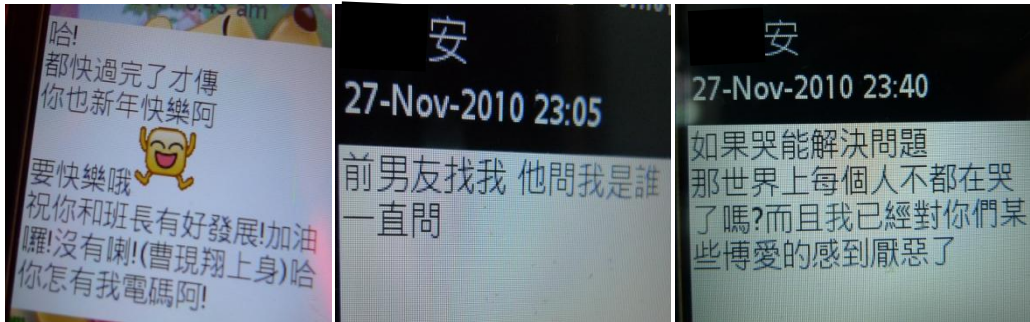 哈!
都快過完了才傳
你也新年快樂阿
要快樂哦
祝你和班長有好發展!加油
囉!沒有喇!(曹現翔上身)哈
你怎有我電碼阿!
安
27-Nov-2010 23:05
前男友找我 他問我是誰
一直問
安
27-Nov-2010 23:40
如果哭能解決問題
那世界上每個人不都在哭
了嗎?而且我已經對你們某
些博愛的感到厭惡了